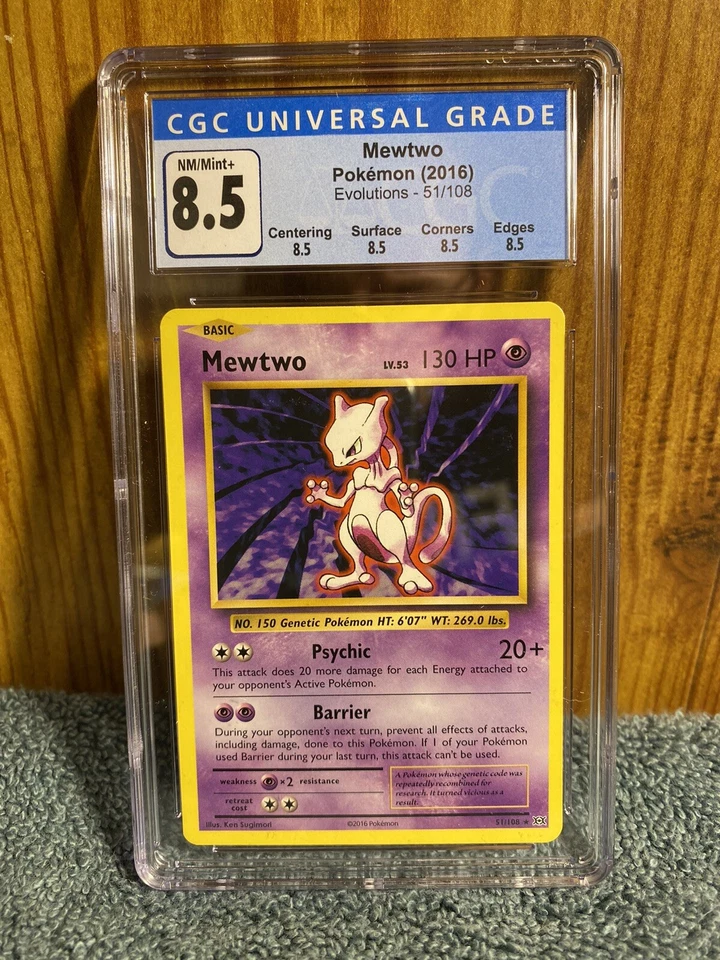 CGC UNIVERSAL GRADE
NM/Mint+
8.5
Mewtwo
Pokémon (2016)
Evolutions - 51/108
Centering Surface Corners Edges
8.5 8.5 8.5 8.5
BASIC
Mewtwo LV.53 130 HP
NO. 150 Genetic Pokémon HT: 6'07" WT: 269.0 lbs.
Psychic 20+
This attack does 20 more damage for each Energy attached to
your opponent's Active Pokémon.
Barrier
During your opponent's next turn, prevent all effects of attacks,
including damage, done to this Pokémon. If 1 of your Pokémon
used Barrier during your last turn, this attack can't be used.
weakness ×2 resistance
retreat
cost
A Pokémon whose genetic code was
repeatedly recombined for
research. It turned vicious as a
result.
Illus. Ken Sugimori ©2016 Pokémon 51/108 ★